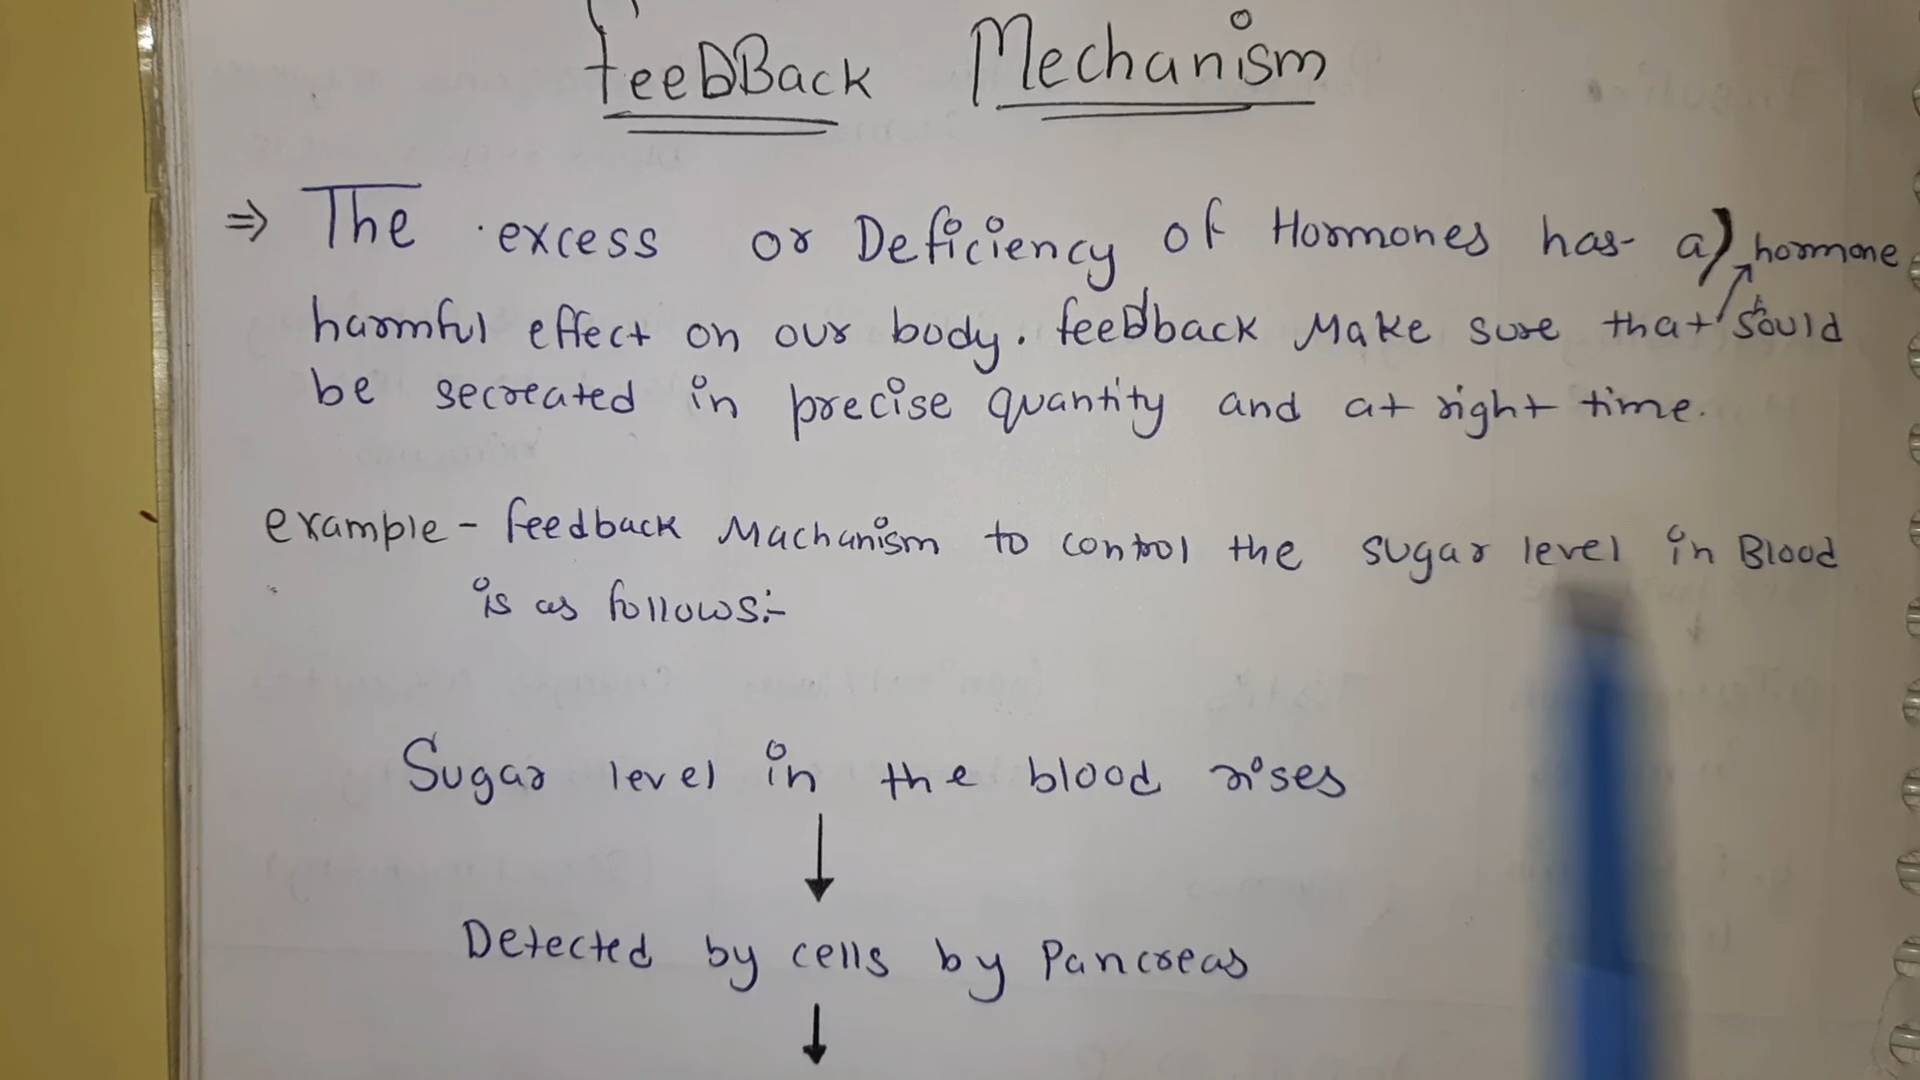 FeeDBack Mechanism
⇒ The excess or Deficiency of Hormones has a) hormone
harmful effect on our body. feedback Make sure that sould
be secreated in precise quantity and at right time.
example - feedback Machanism to control the sugar level in Blood
is as follows:-
Sugar level in the blood rises
↓
Detected by cells by Pancreas
↓